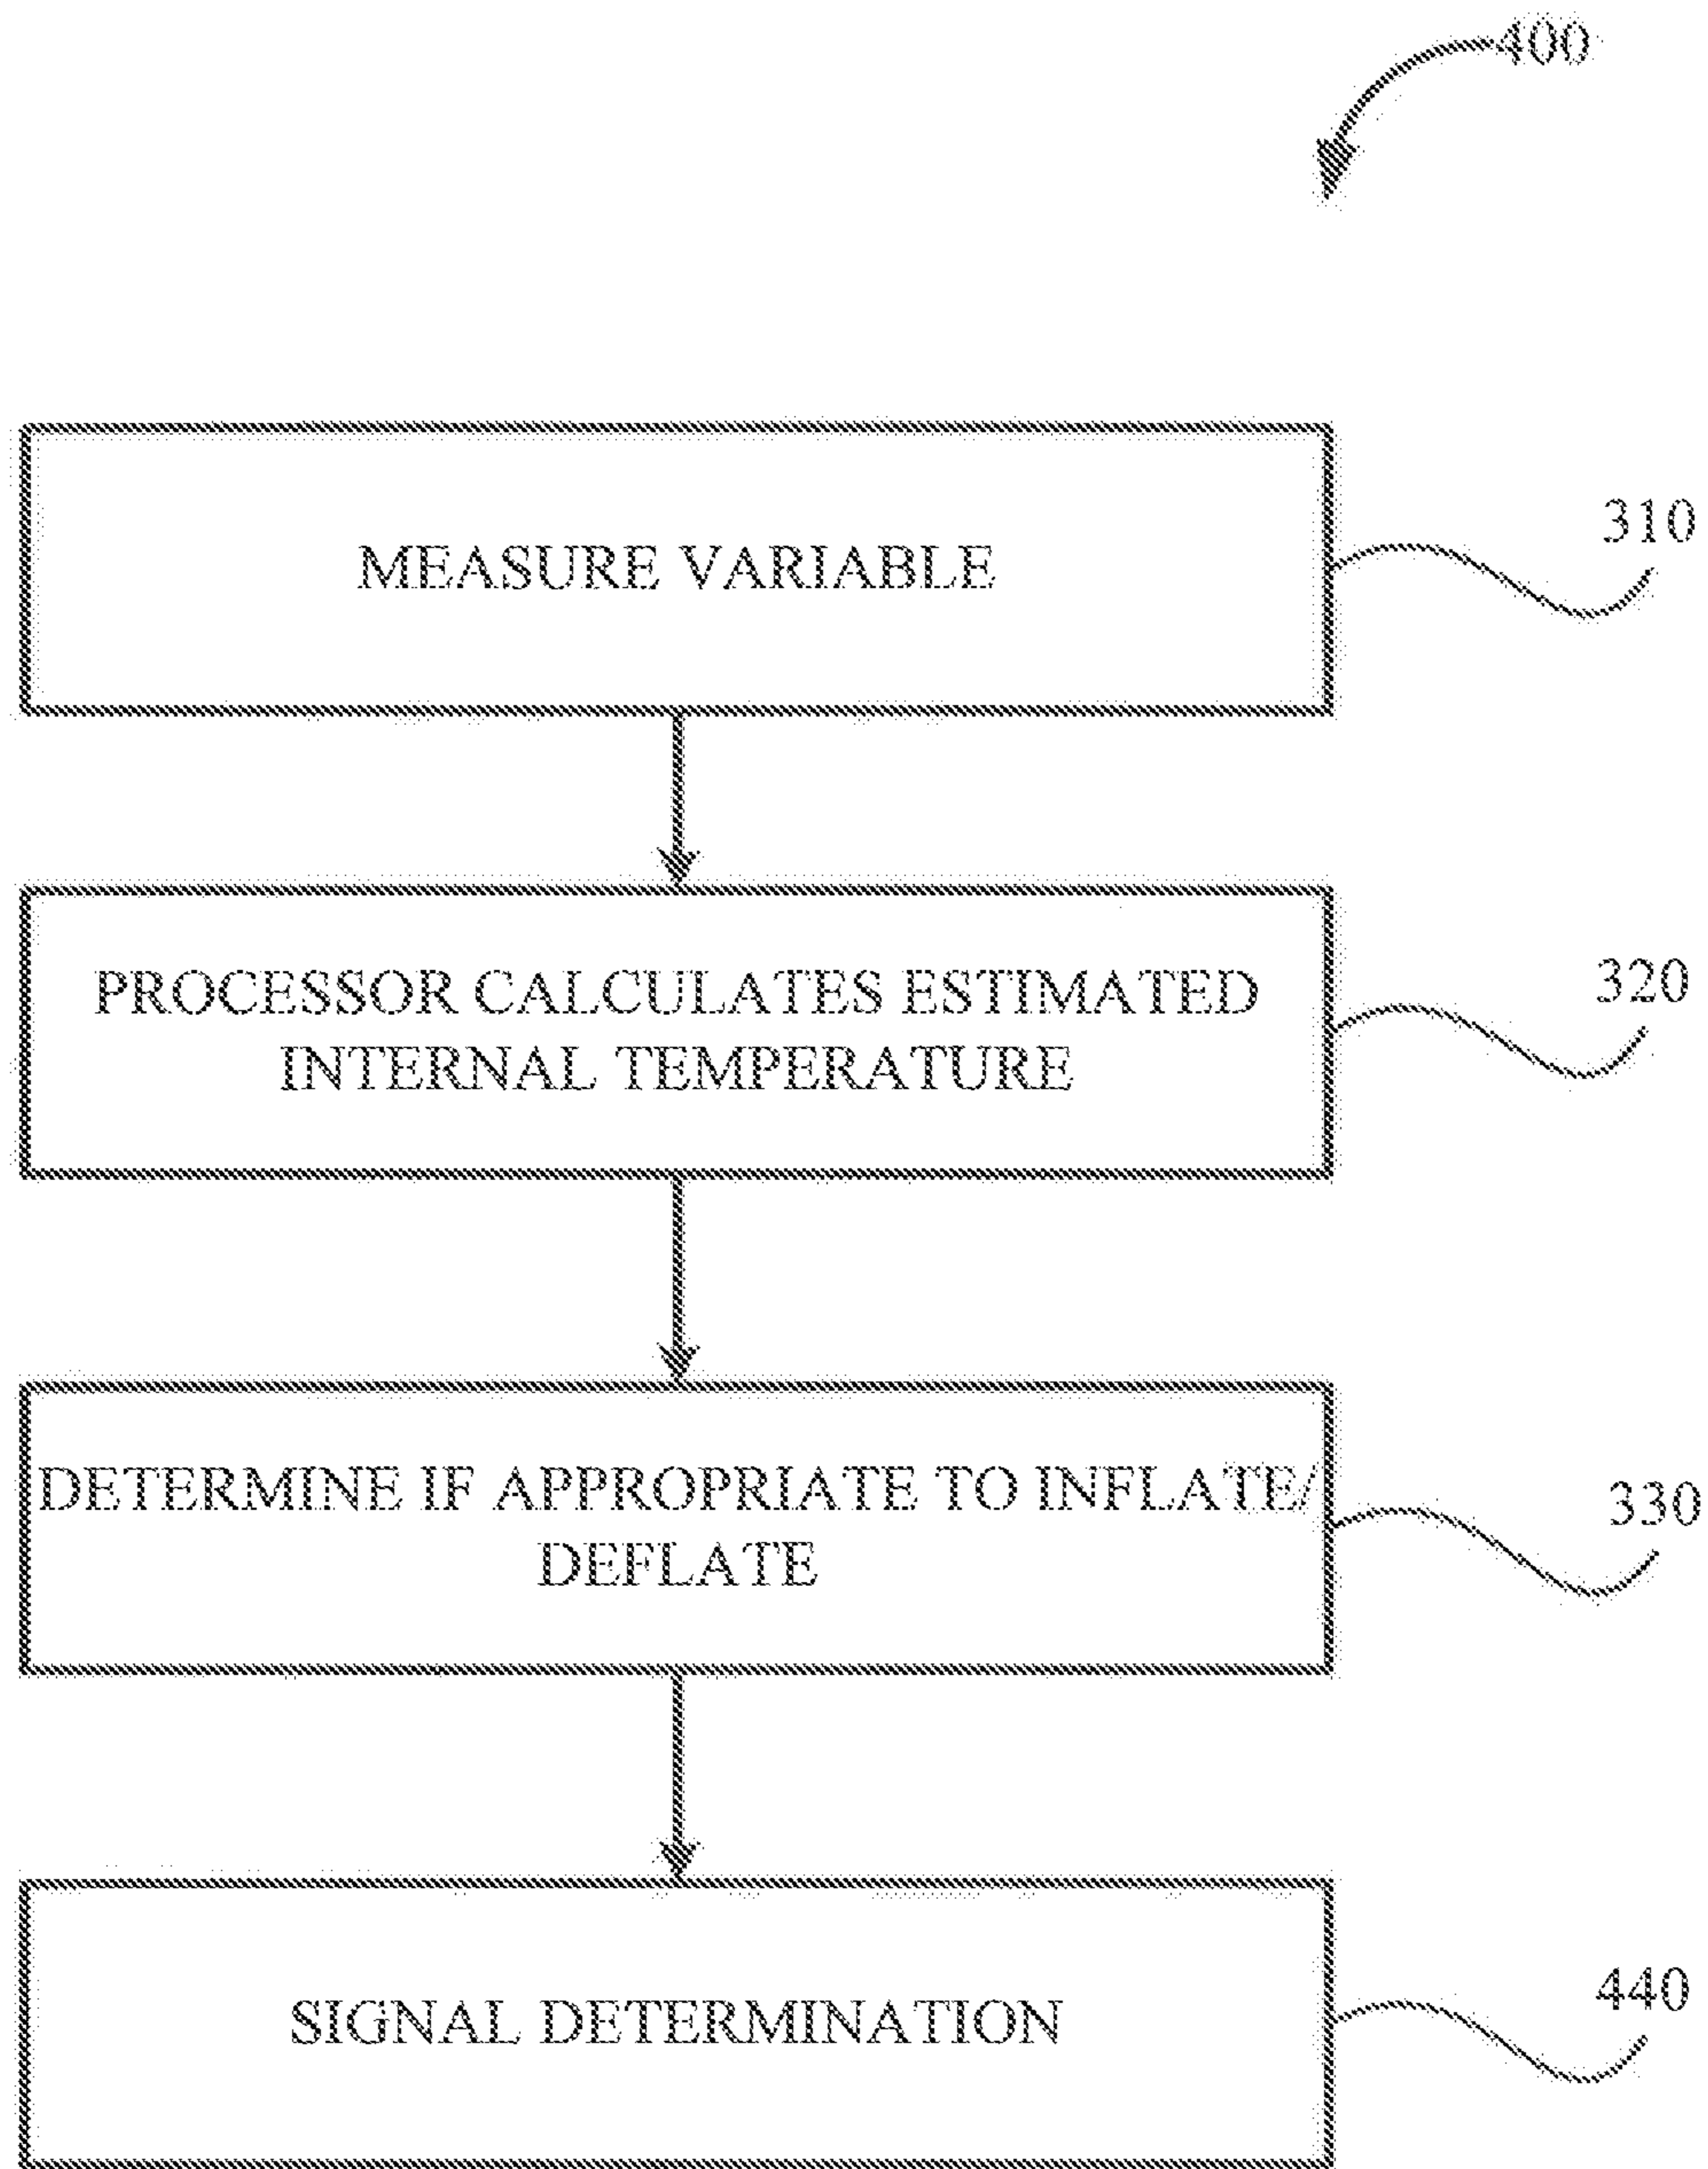 400
MEASURE VARIABLE
310
PROCESSOR CALCULATES ESTIMATED
INTERNAL TEMPERATURE
320
DETERMINE IF APPROPRIATE TO INFLATE/
DEFLATE
330
SIGNAL DETERMINATION
440